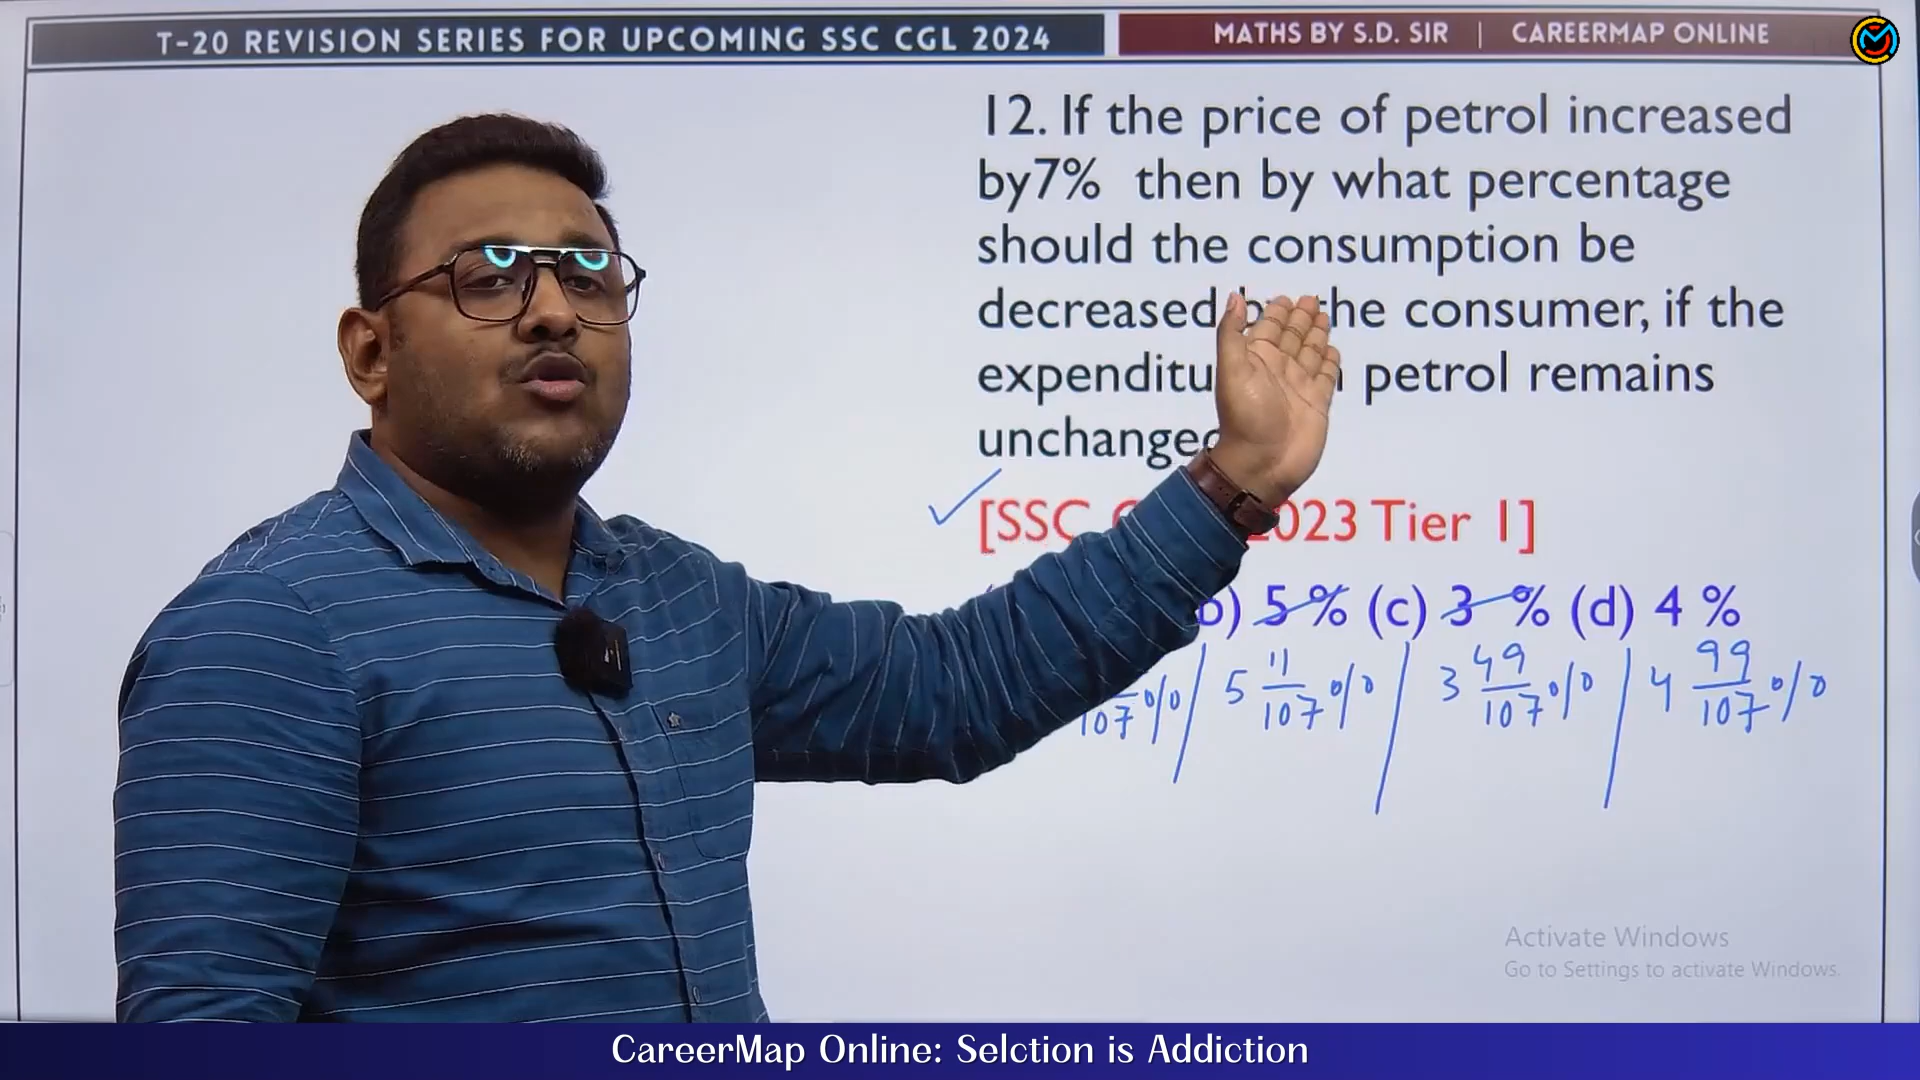 T-20 REVISION SERIES FOR UPCOMING SSC CGL 2024
MATHS BY S.D. SIR | CAREERMAP ONLINE
12. If the price of petrol increased
by7% then by what percentage
should the consumption be
decreased the consumer, if the
petrol remains
[SSC 2023 Tier 1]
5 % (c) 3 % (d) 4 %
107 % 5 11/107 % 3 49/107 % 4 99/107 %
Activate Windows
Go to Settings to activate Windows.
CareerMap Online: Selction is Addiction